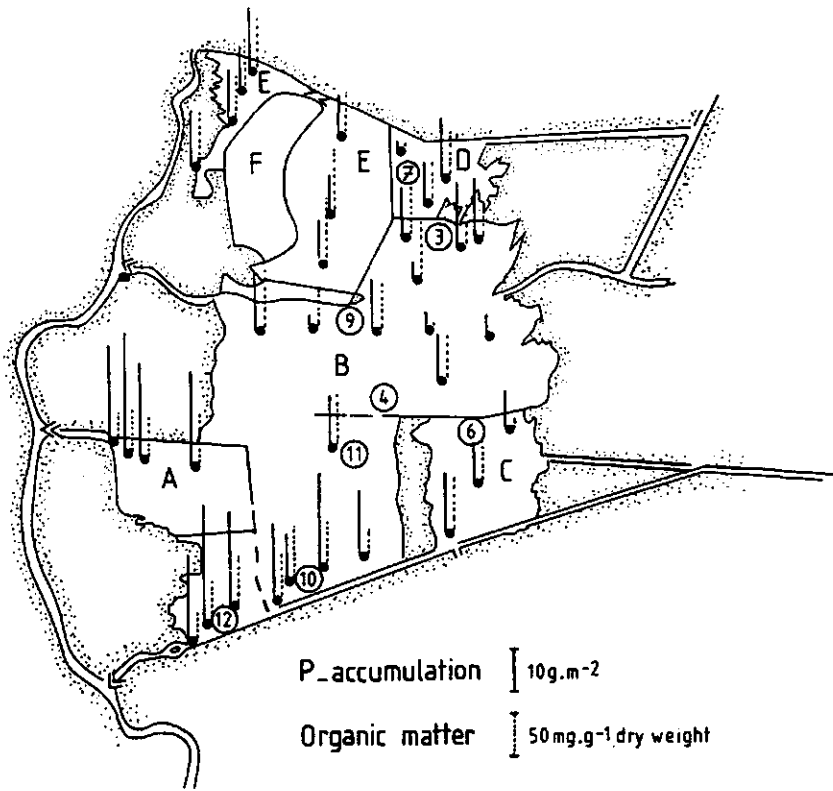 E
F
E
D
7
3
9
B
4
6
11
A
C
10
12
P_accumulation 10g.m-2
Organic matter 50mg.g-1 dry weight